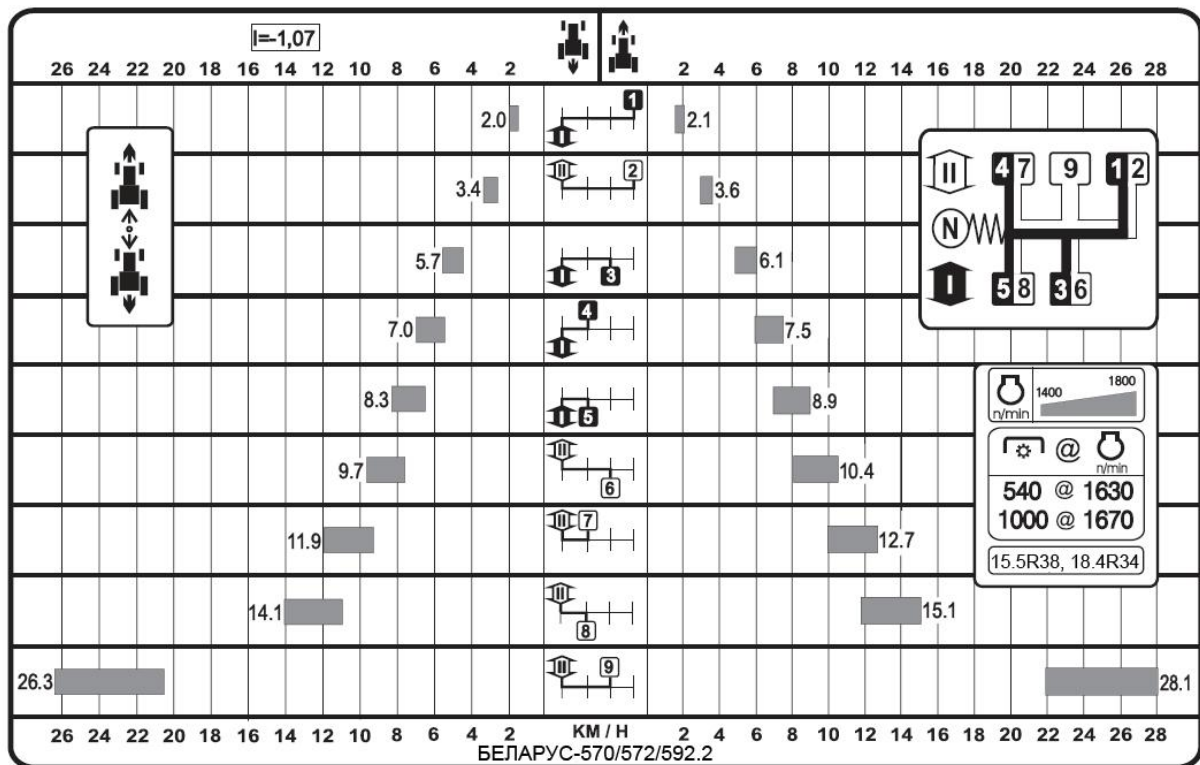 I=-1,07
26 24 22 20 18 16 14 12 10 8 6 4 2 2 4 6 8 10 12 14 16 18 20 22 24 26 28
2.0 1 I 2.1
3.4 II 2 3.6
5.7 I 3 6.1
7.0 4 I 7.5
8.3 I 5 8.9
9.7 II 6 10.4
11.9 II 7 12.7
14.1 II 8 15.1
26.3 II 9 28.1
II 4 7 9 1 2
N
I 5 8 3 6
1400 1800
n/min
@
n/min
540 @ 1630
1000 @ 1670
15.5R38, 18.4R34
26 24 22 20 18 16 14 12 10 8 6 4 2 KM / H 2 4 6 8 10 12 14 16 18 20 22 24 26 28
БЕЛАРУС-570/572/592.2